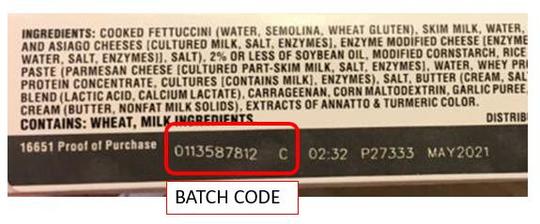 INGREDIENTS: COOKED FETTUCCINI (WATER, SEMOLINA, WHEAT GLUTEN), SKIM MILK, WATER,
AND ASIAGO CHEESES [CULTURED MILK, SALT, ENZYMES], ENZYME MODIFIED CHEESE [ENZYME
WATER, SALT, ENZYMES]], SALT), 2% OR LESS OF SOYBEAN OIL, MODIFIED CORNSTARCH, RICE
PASTE (PARMESAN CHEESE [CULTURED PART-SKIM MILK, SALT, ENZYMES], WATER, WHEY PR
PROTEIN CONCENTRATE, CULTURES [CONTAINS MILK], ENZYMES), SALT, BUTTER (CREAM, SAL
BLEND (LACTIC ACID, CALCIUM LACTATE), CARRAGEENAN, CORN MALTODEXTRIN, GARLIC PUREE,
CREAM (BUTTER, NONFAT MILK SOLIDS), EXTRACTS OF ANNATTO & TURMERIC COLOR.
CONTAINS: WHEAT, MILK INGREDIENTS DISTRIB
16651 Proof of Purchase 0113587812 C 02:32 P27333 MAY2021
BATCH CODE